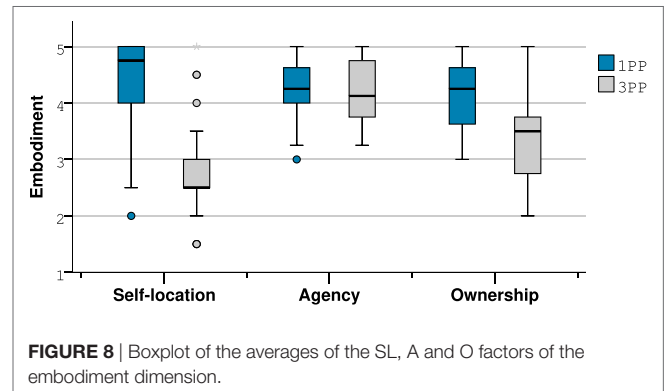 5
4
3
2
1
Embodiment
1PP
3PP
Self-location Agency Ownership
FIGURE 8 | Boxplot of the averages of the SL, A and O factors of the
embodiment dimension.